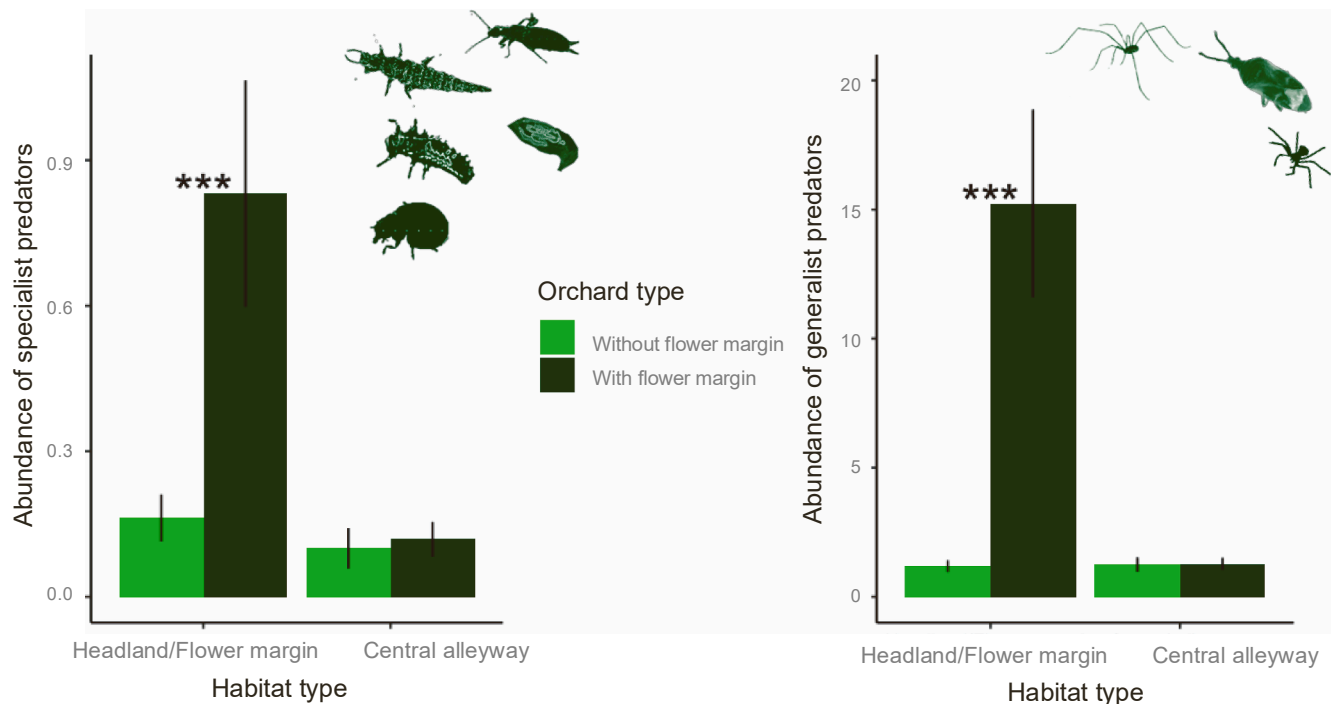 Abundance of specialist predators
0.9
0.6
0.3
0.0
***
Headland/Flower margin
Central alleyway
Habitat type
Orchard type
Without flower margin
With flower margin
Abundance of generalist predators
20
15
10
5
0
***
Headland/Flower margin
Central alleyway
Habitat type